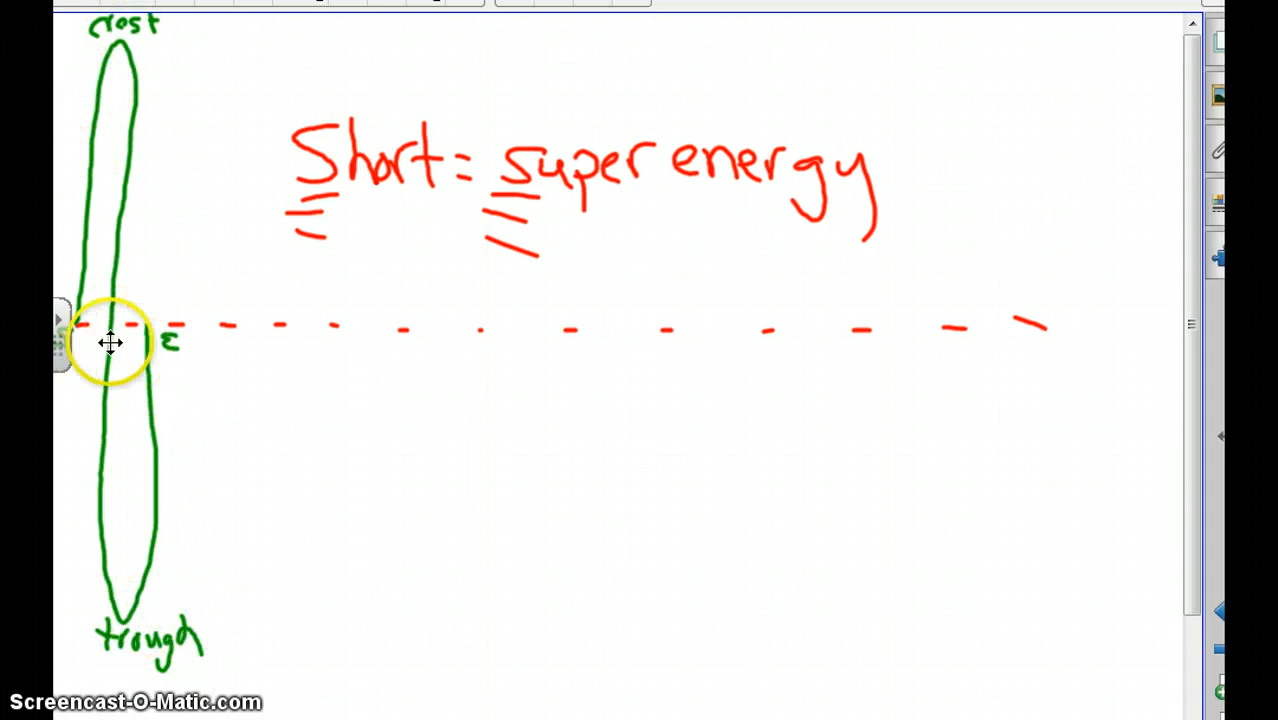 crest
Short = super energy
ε
trough
Screencast-O-Matic.com